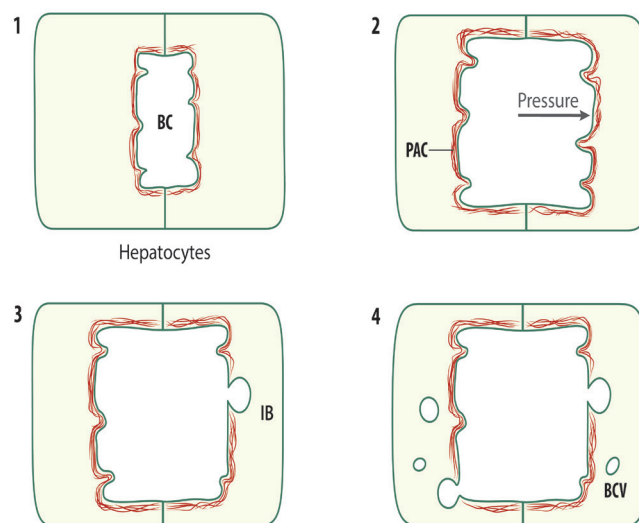 1
BC
Hepatocytes
2
Pressure
PAC
3
IB
4
BCV